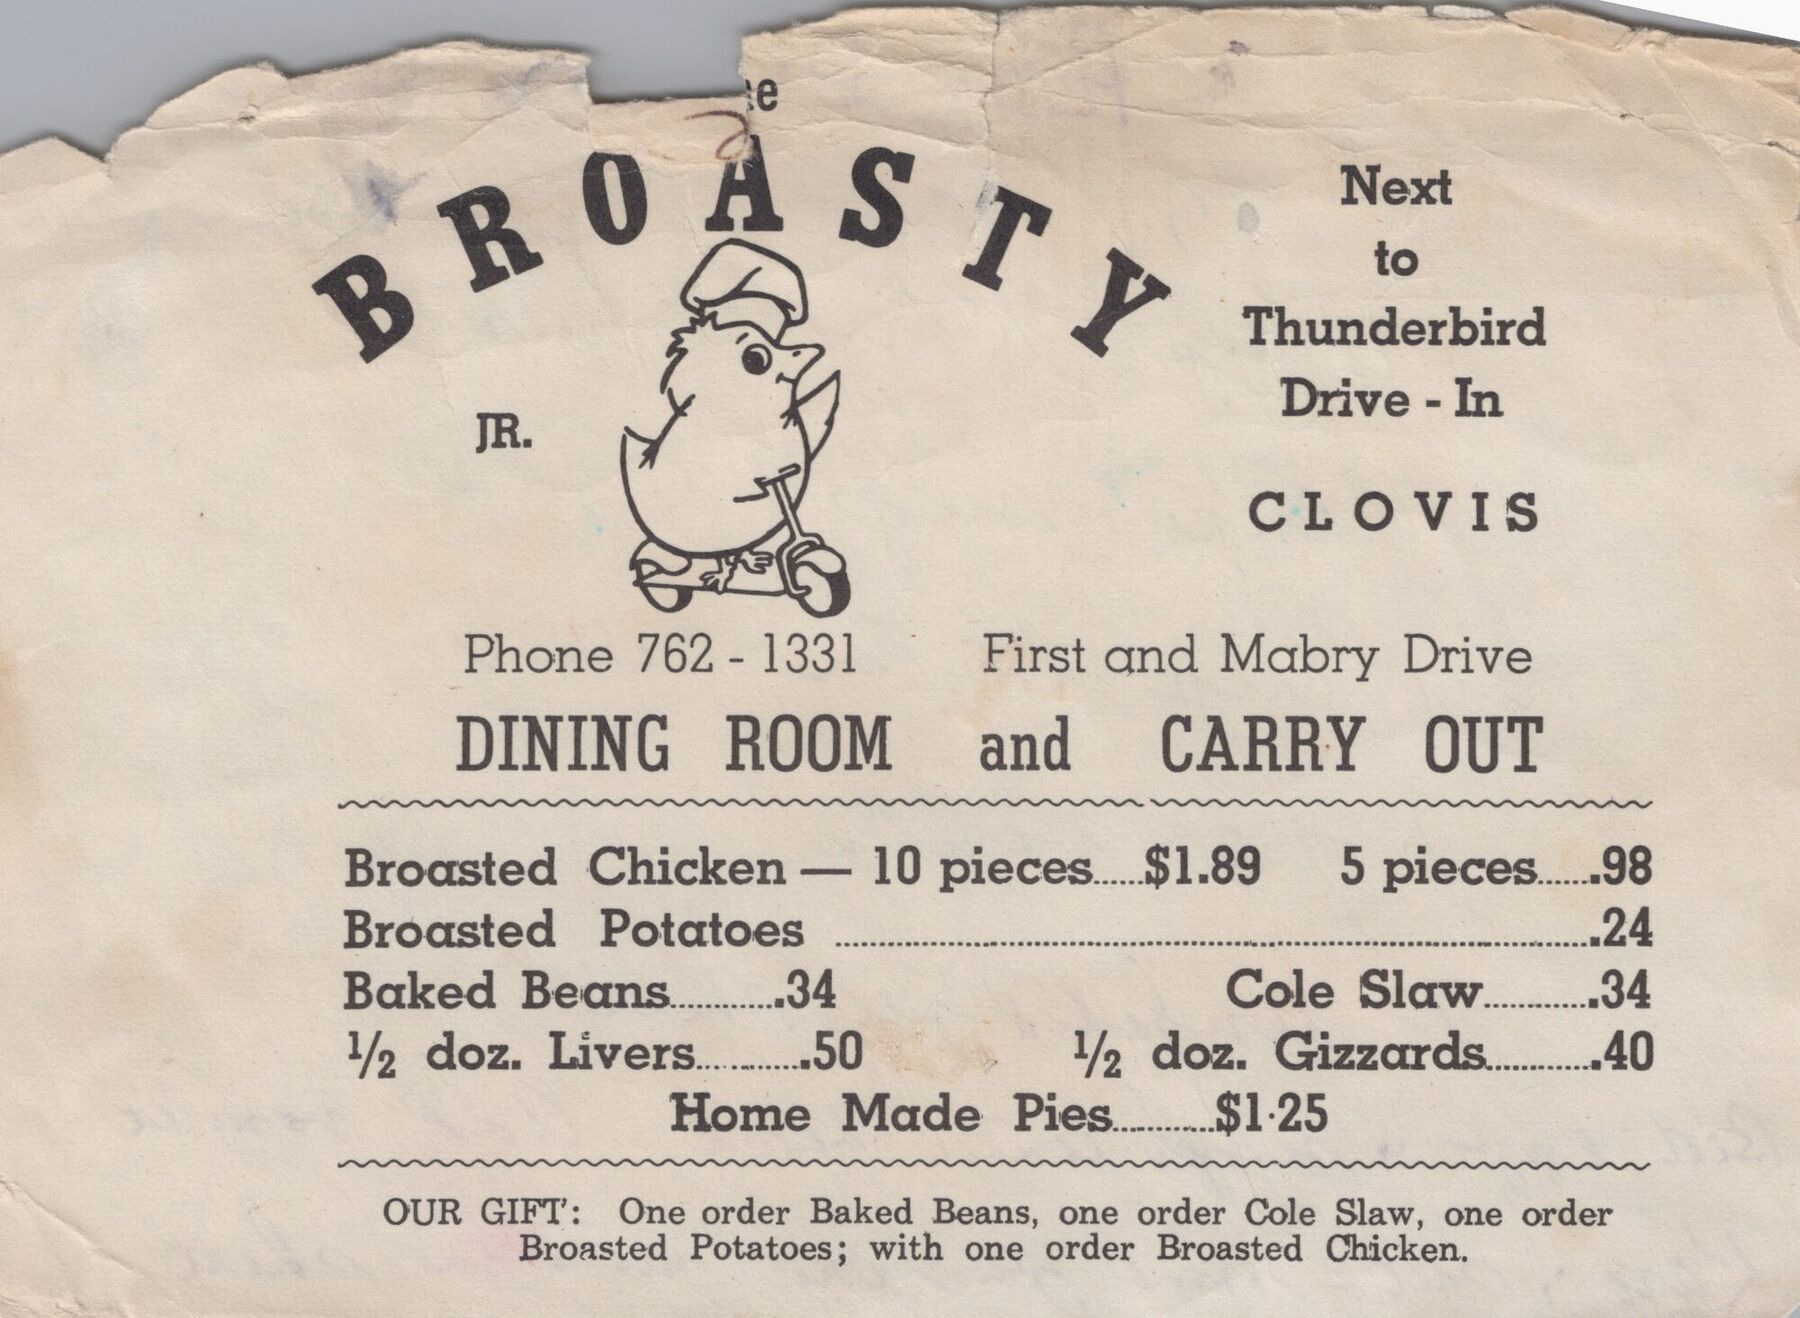 BROASTY
JR.
Next
to
Thunderbird
Drive - In
CLOVIS
Phone 762 - 1331 First and Mabry Drive
DINING ROOM and CARRY OUT
Broasted Chicken — 10 pieces......$1.89 5 pieces.......98
Broasted Potatoes ................................................................24
Baked Beans............34 Cole Slaw............34
½ doz. Livers............50 ½ doz. Gizzards............40
Home Made Pies...........$1.25
OUR GIFT': One order Baked Beans, one order Cole Slaw, one order
Broasted Potatoes; with one order Broasted Chicken.